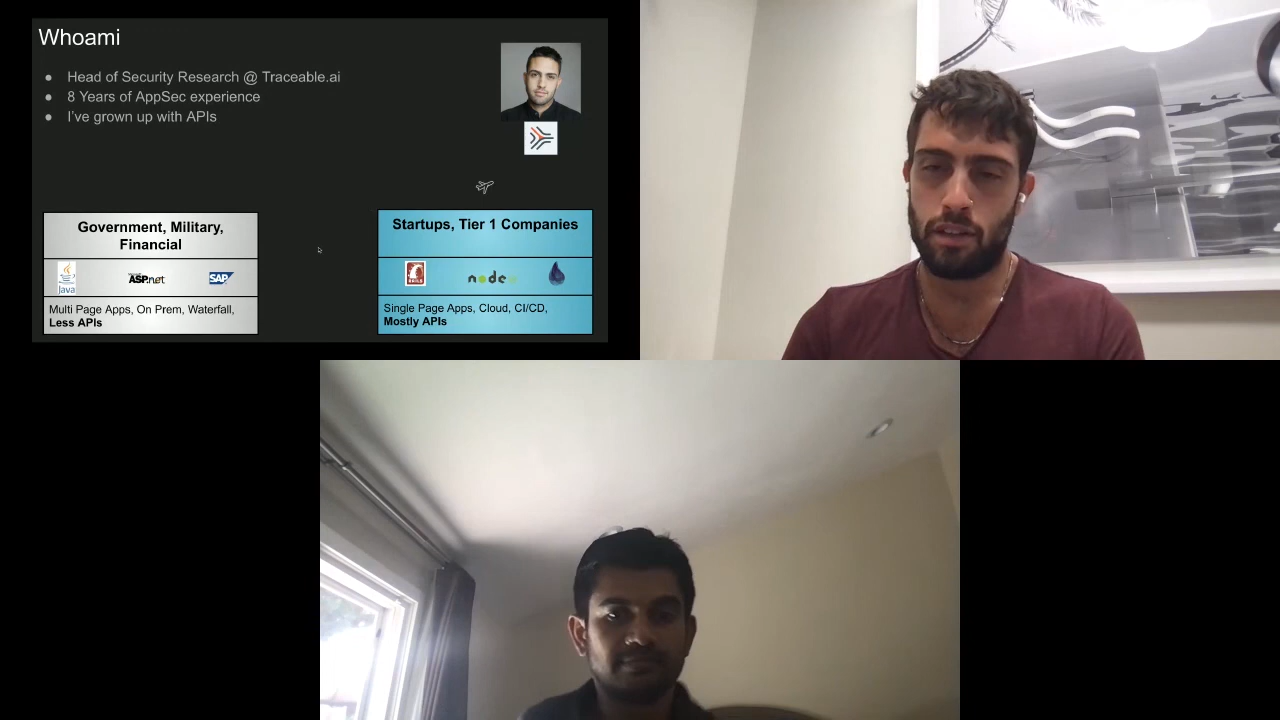 Whoami
● Head of Security Research @ Traceable.ai
● 8 Years of AppSec experience
● I've grown up with APIs
Government, Military,
Financial
Java
ASP.net
SAP
Multi Page Apps, On Prem, Waterfall,
Less APIs
Startups, Tier 1 Companies
RAILS
node
Single Page Apps, Cloud, CI/CD,
Mostly APIs